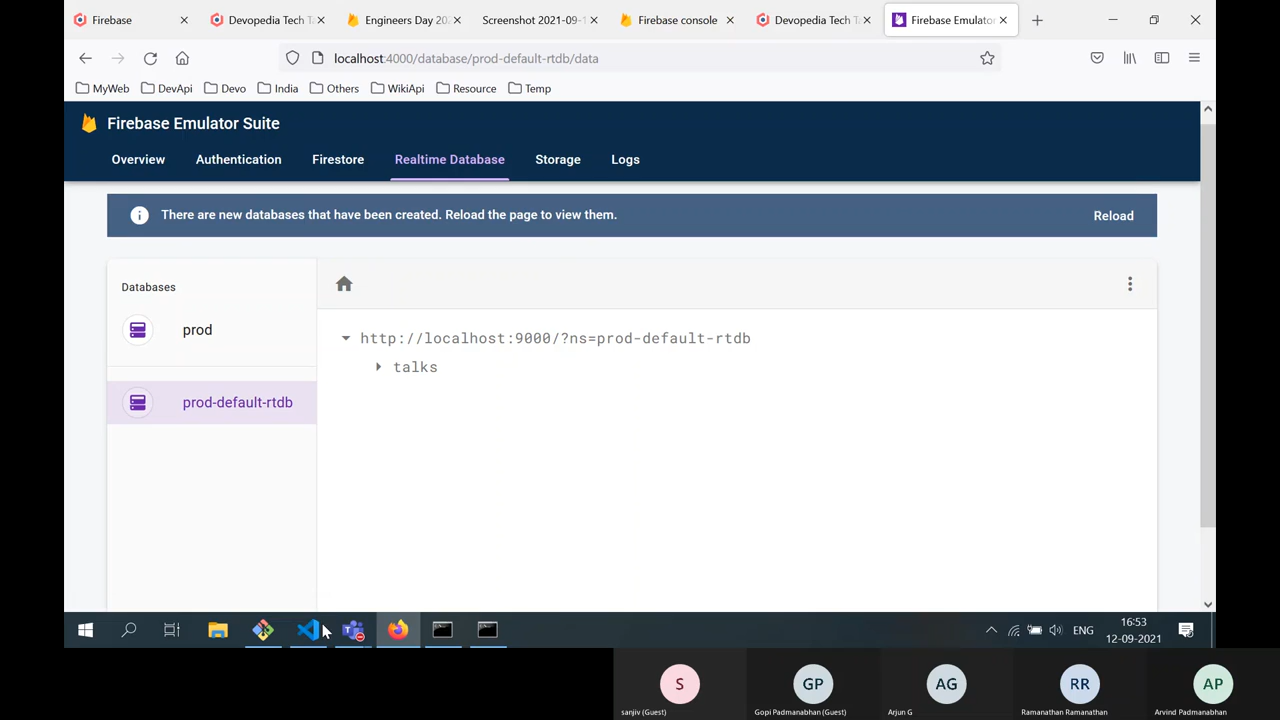 Firebase
Devopedia Tech T
Engineers Day 20
Screenshot 2021-09-1
Firebase console
Devopedia Tech T
Firebase Emulator
localhost:4000/database/prod-default-rtdb/data
MyWeb
DevApi
Devo
India
Others
WikiApi
Resource
Temp
Firebase Emulator Suite
Overview
Authentication
Firestore
Realtime Database
Storage
Logs
There are new databases that have been created. Reload the page to view them.
Reload
Databases
prod
http://localhost:9000/?ns=prod-default-rtdb
talks
prod-default-rtdb
ENG
16:53
12-09-2021
S
GP
AG
RR
AP
sanjiv (Guest)
Gopi Padmanabhan (Guest)
Arjun G
Ramanathan Ramanathan
Arvind Padmanabhan